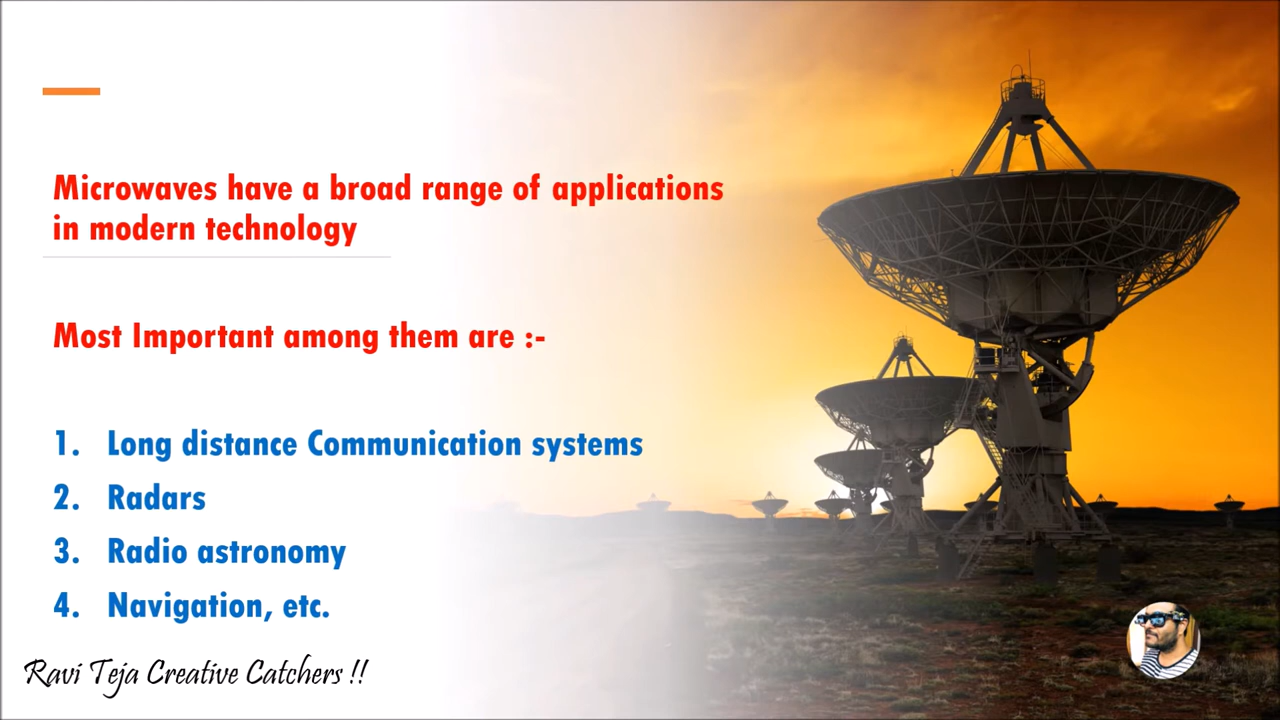 Microwaves have a broad range of applications
in modern technology
Most Important among them are :-
1. Long distance Communication systems
2. Radars
3. Radio astronomy
4. Navigation, etc.
Ravi Teja Creative Catchers !!